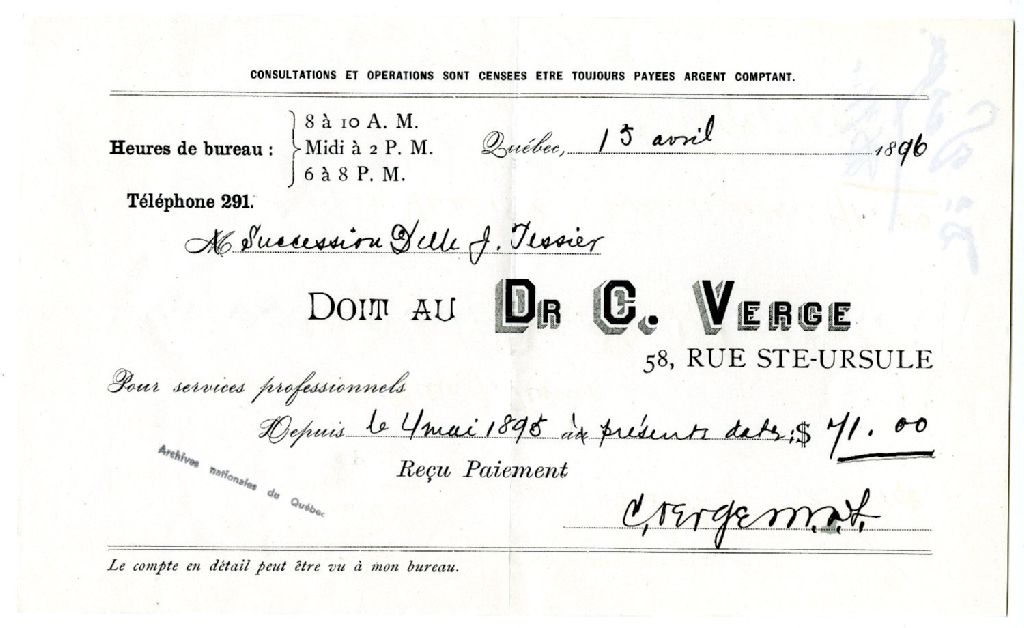 CONSULTATIONS ET OPERATIONS SONT CENSEES ETRE TOUJOURS PAYEES ARGENT COMPTANT.
Heures de bureau : 8 à 10 A. M.
Midi à 2 P. M.
6 à 8 P. M.
Québec, 15 avril 1896
Téléphone 291.
M Succession Delle J. Tessier
DOIT AU DR C. VERGE
58, RUE STE-URSULE
Pour services professionnels
Depuis le 4 mai 1895 à présente date: $ 71.00
Reçu Paiement
Archives nationales du Québec
C. Verge M.D.
Le compte en détail peut être vu à mon bureau.